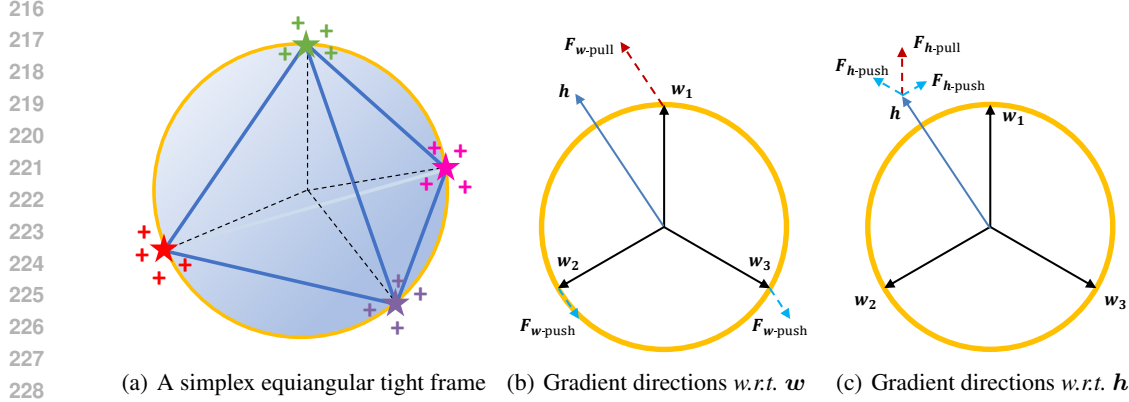 216
217
218
219
220
221
222
223
224
225
226
227
228
F_w-pull
h
w_1
w_2
w_3
F_w-push
F_w-push
F_h-pull
F_h-push
F_h-push
h
w_1
w_2
w_3
(a) A simplex equiangular tight frame (b) Gradient directions w.r.t. w (c) Gradient directions w.r.t. h